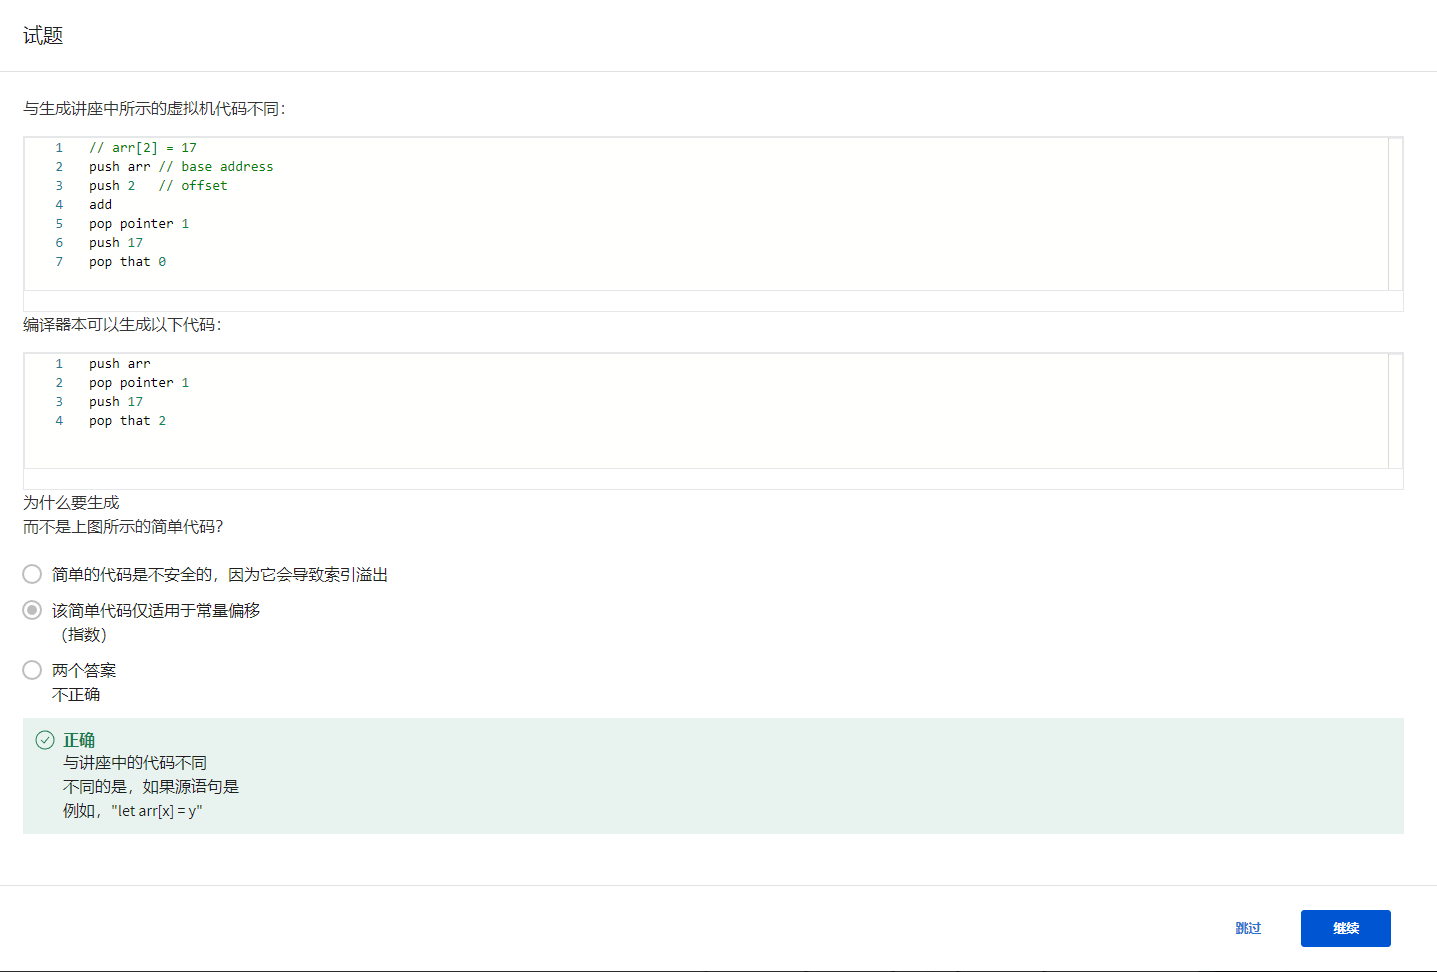 试题
与生成讲座中所示的虚拟机代码不同：
1 // arr[2] = 17
2 push arr // base address
3 push 2 // offset
4 add
5 pop pointer 1
6 push 17
7 pop that 0
编译器本可以生成以下代码：
1 push arr
2 pop pointer 1
3 push 17
4 pop that 2
为什么要生成
而不是上图所示的简单代码？
简单的代码是不安全的，因为它会导致索引溢出
该简单代码仅适用于常量偏移
（指数）
两个答案
不正确
正确
与讲座中的代码不同
不同的是，如果源语句是
例如，"let arr[x] = y"
跳过
继续